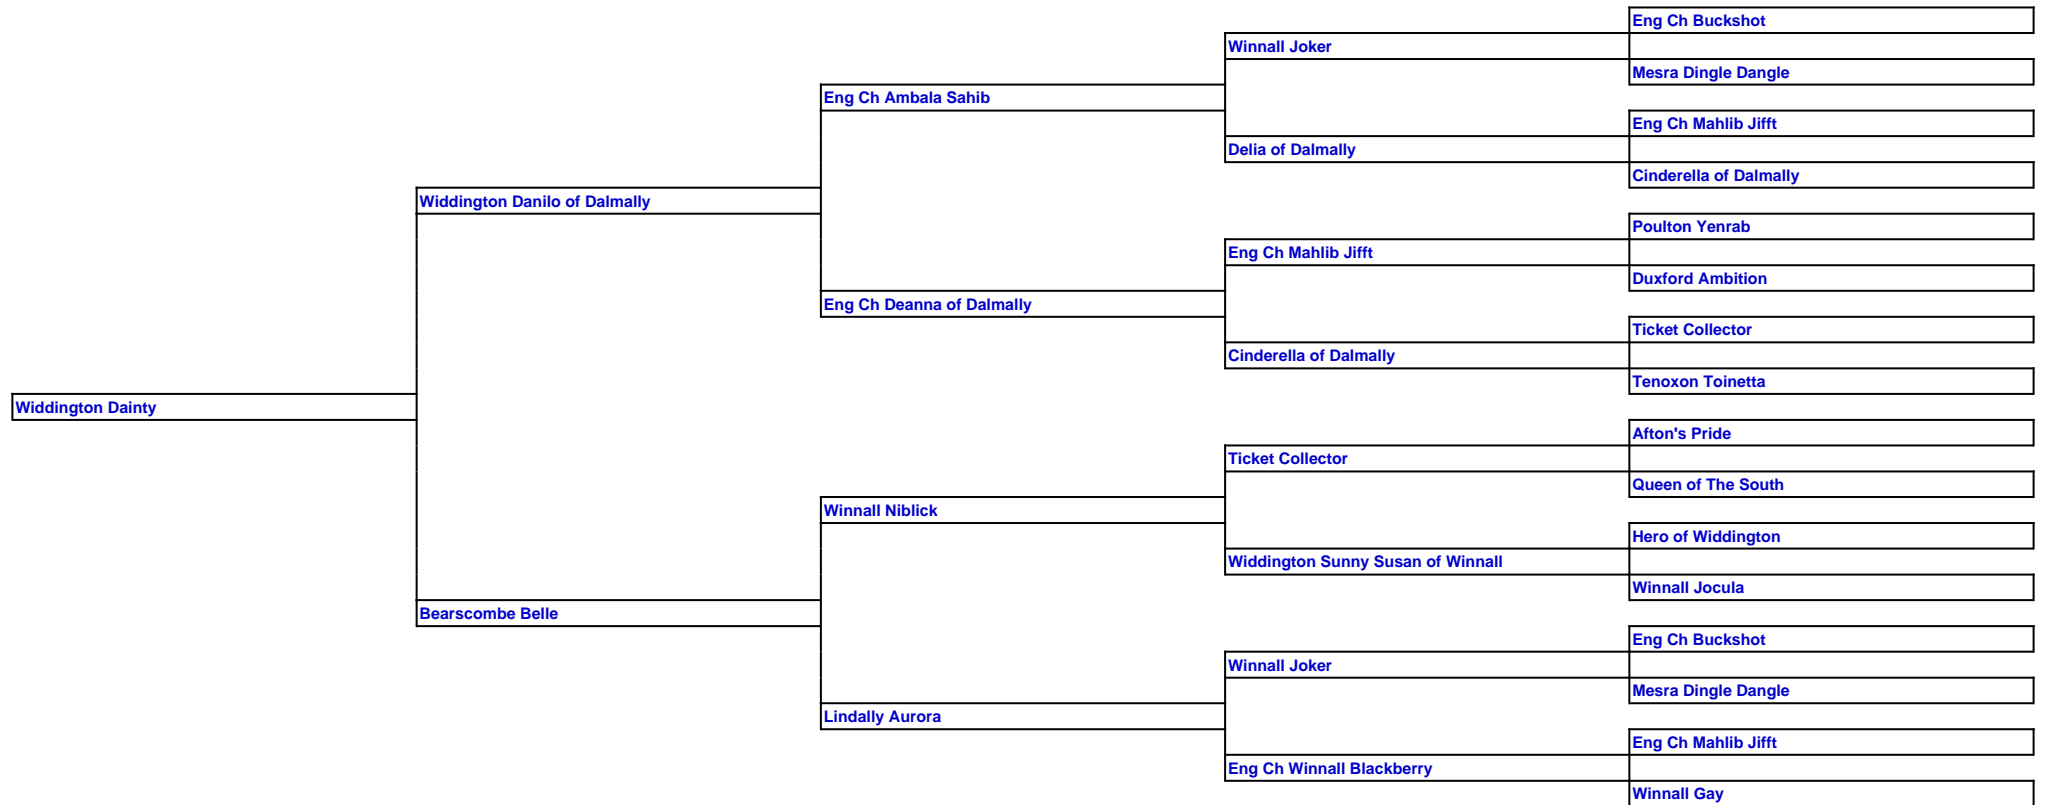 Eng Ch Buckshot
Winnall Joker
Mesra Dingle Dangle
Eng Ch Ambala Sahib
Eng Ch Mahlib Jifft
Delia of Dalmally
Cinderella of Dalmally
Widdington Danilo of Dalmally
Poulton Yenrab
Eng Ch Mahlib Jifft
Duxford Ambition
Eng Ch Deanna of Dalmally
Ticket Collector
Cinderella of Dalmally
Tenoxon Toinetta
Widdington Dainty
Afton's Pride
Ticket Collector
Queen of The South
Winnall Niblick
Hero of Widdington
Widdington Sunny Susan of Winnall
Winnall Jocula
Bearscombe Belle
Eng Ch Buckshot
Winnall Joker
Mesra Dingle Dangle
Lindally Aurora
Eng Ch Mahlib Jifft
Eng Ch Winnall Blackberry
Winnall Gay